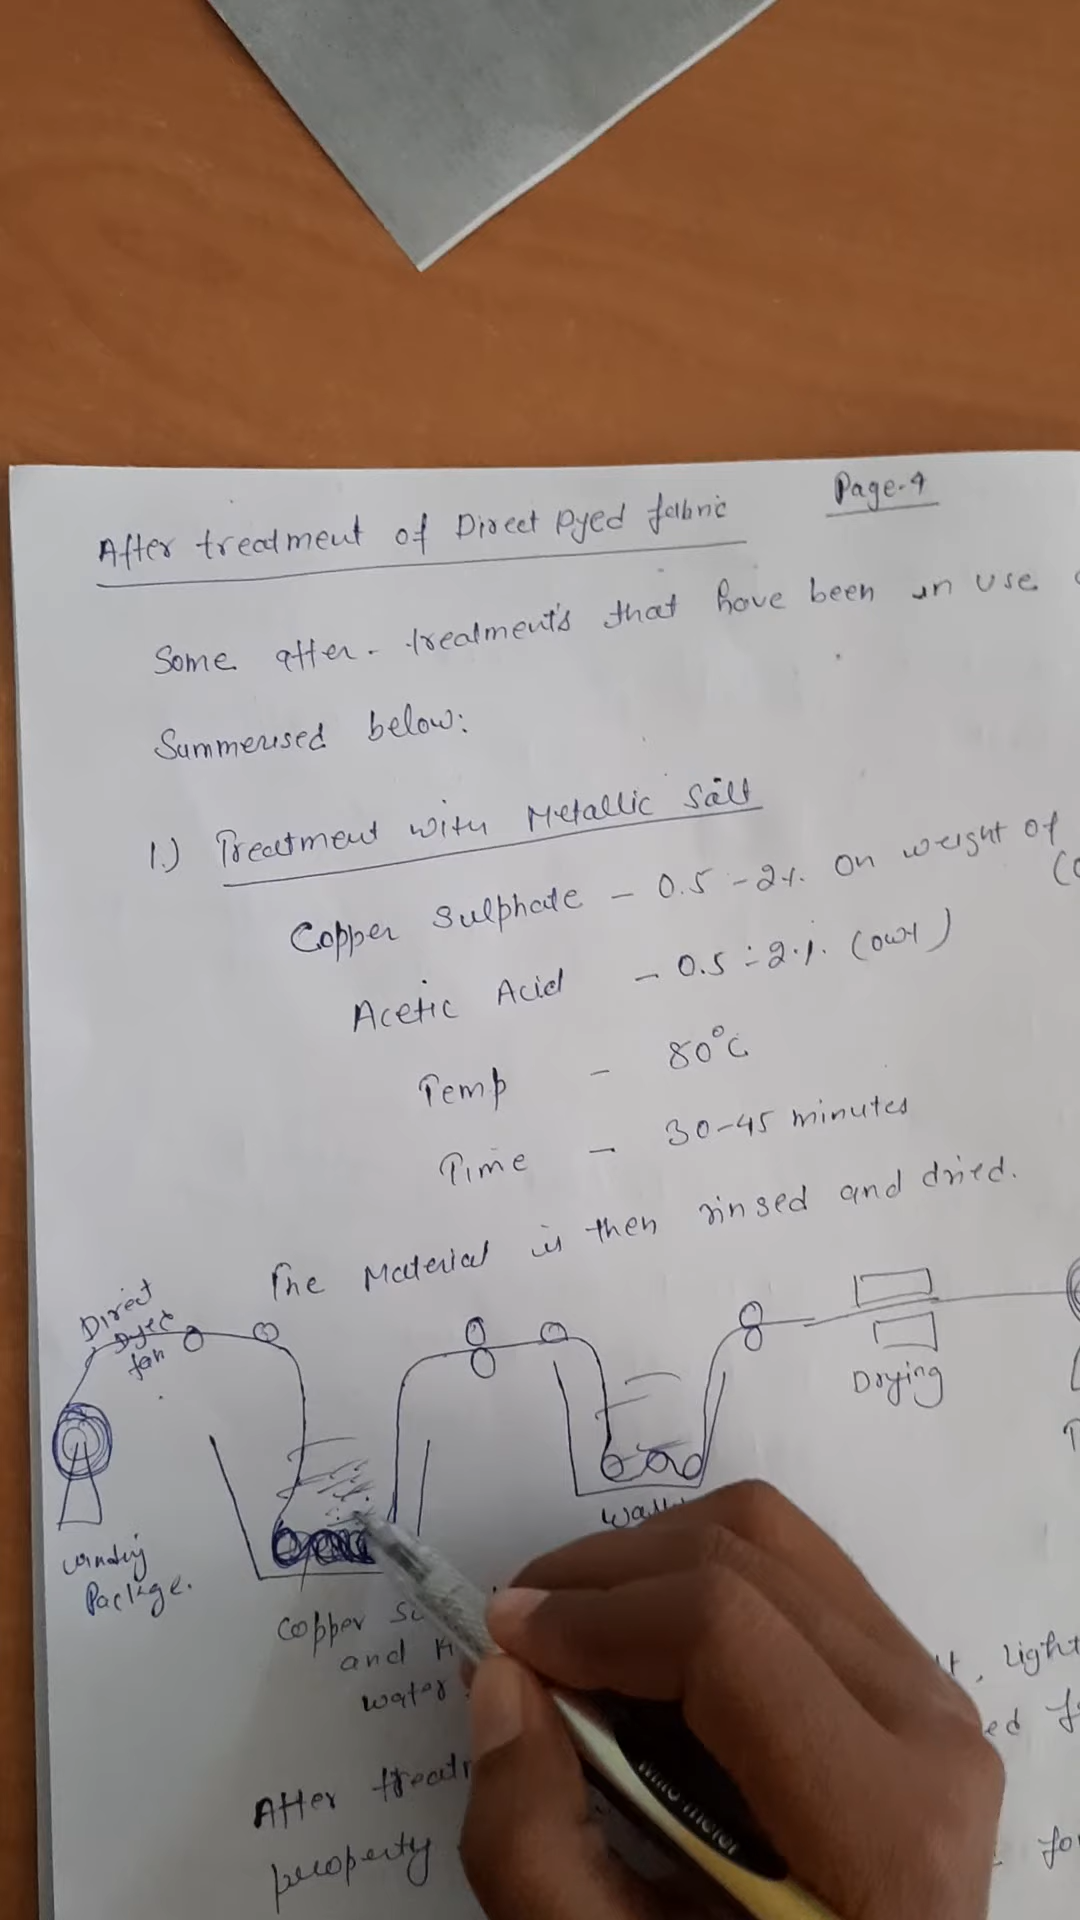 Page-4
After treatment of Direct Dyed fabric
Some after-treatment's that have been in use
Summerised below:
1.) Treatment with Metallic Salt
Copper Sulphate - 0.5-2%. on weight of
Acetic Acid - 0.5-2%. (owf)
Temp - 80°C
Time - 30-45 minutes
The Material is then rinsed and dried.
Direct
Dyed
Drying
Package.
Copper
and
water
After
property
Light